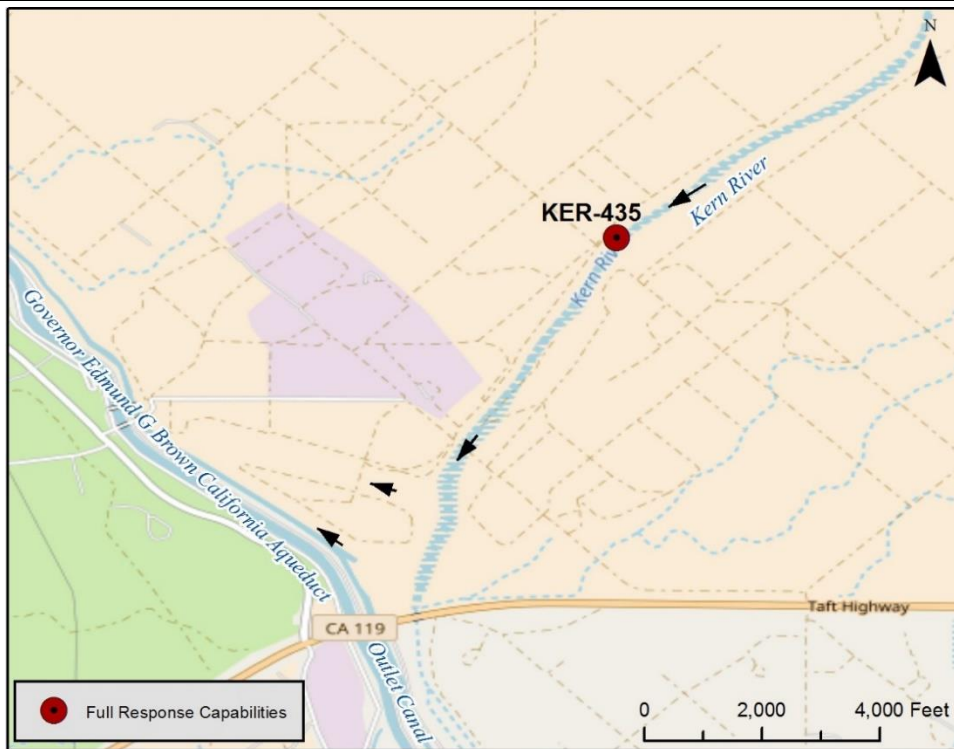 N
Kern River
KER-435
Kern Riv
Governor Edmund G Brown California Aqueduct
Taft Highway
CA 119
Outlet Canal
Full Response Capabilities
0 2,000 4,000 Feet